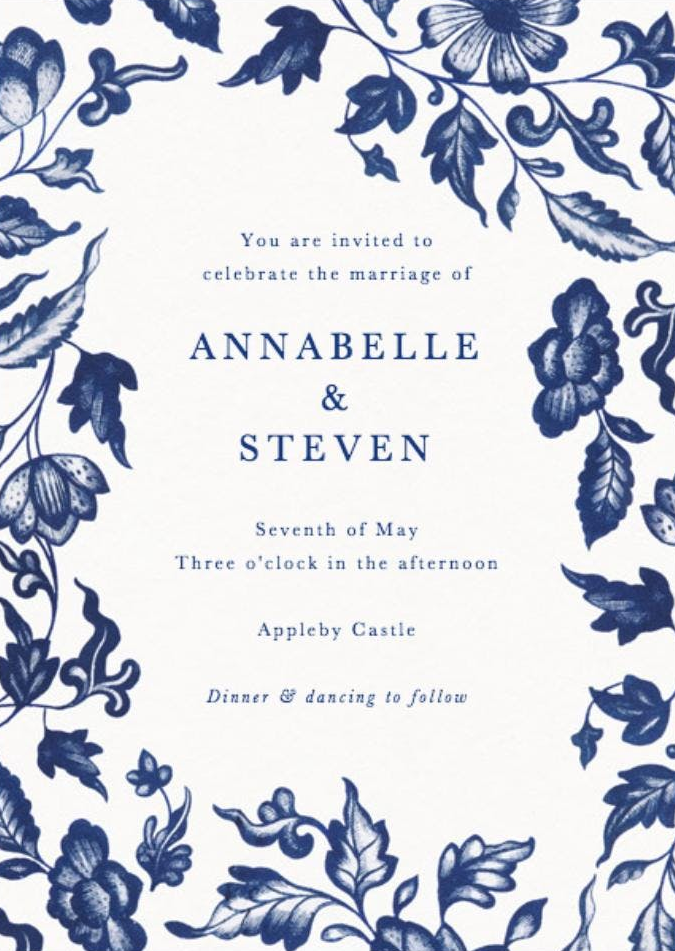 You are invited to
celebrate the marriage of
ANNABELLE
&
STEVEN
Seventh of May
Three o'clock in the afternoon
Appleby Castle
Dinner & dancing to follow